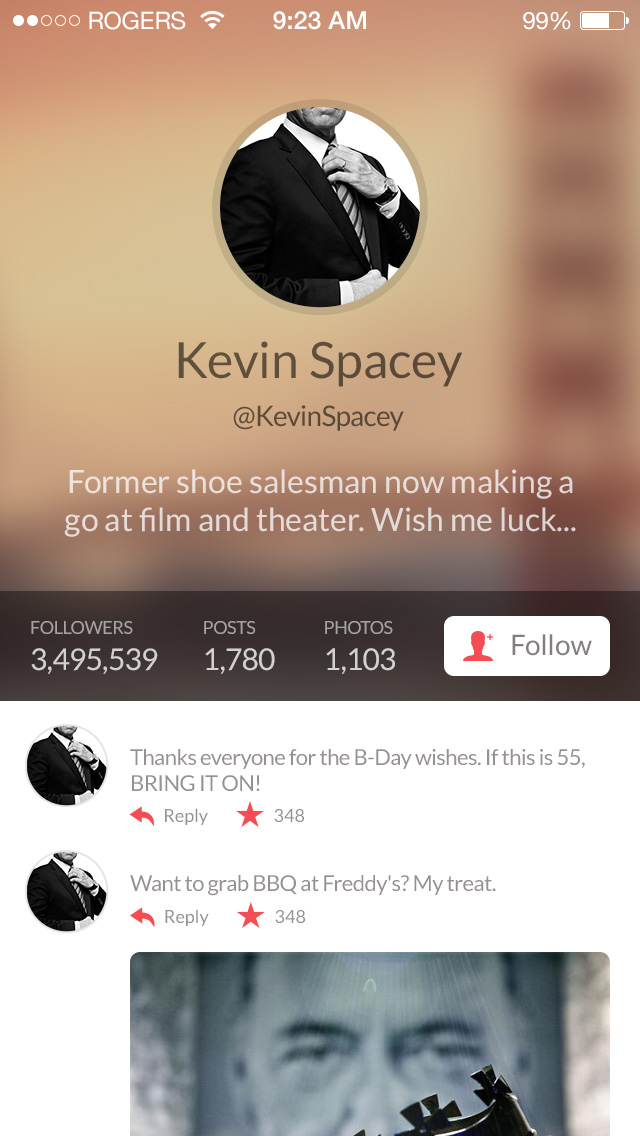 ROGERS 9:23 AM 99%
Kevin Spacey
@KevinSpacey
Former shoe salesman now making a
go at film and theater. Wish me luck...
FOLLOWERS POSTS PHOTOS
3,495,539 1,780 1,103 Follow
Thanks everyone for the B-Day wishes. If this is 55,
BRING IT ON!
Reply 348
Want to grab BBQ at Freddy's? My treat.
Reply 348